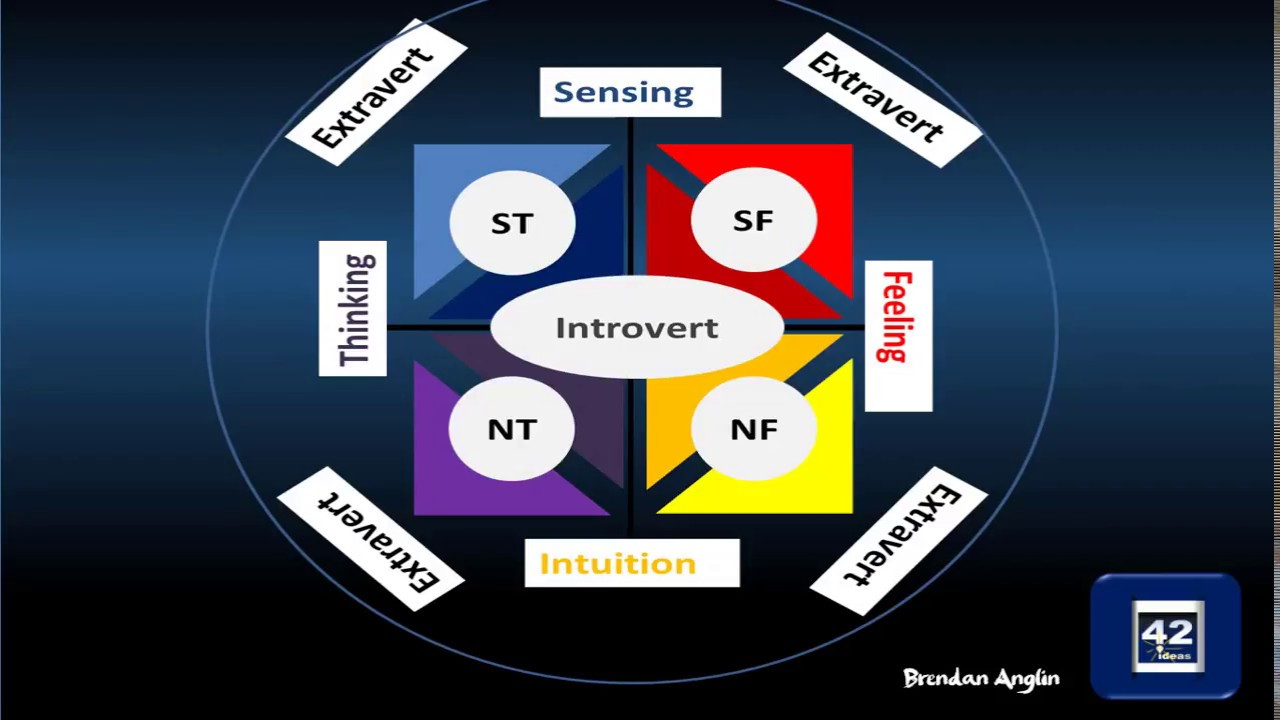 Extravert
Sensing
Extravert
ST
SF
Thinking
Introvert
Feeling
NT
NF
Extravert
Intuition
Extravert
42
ideas
Brendan Anglin